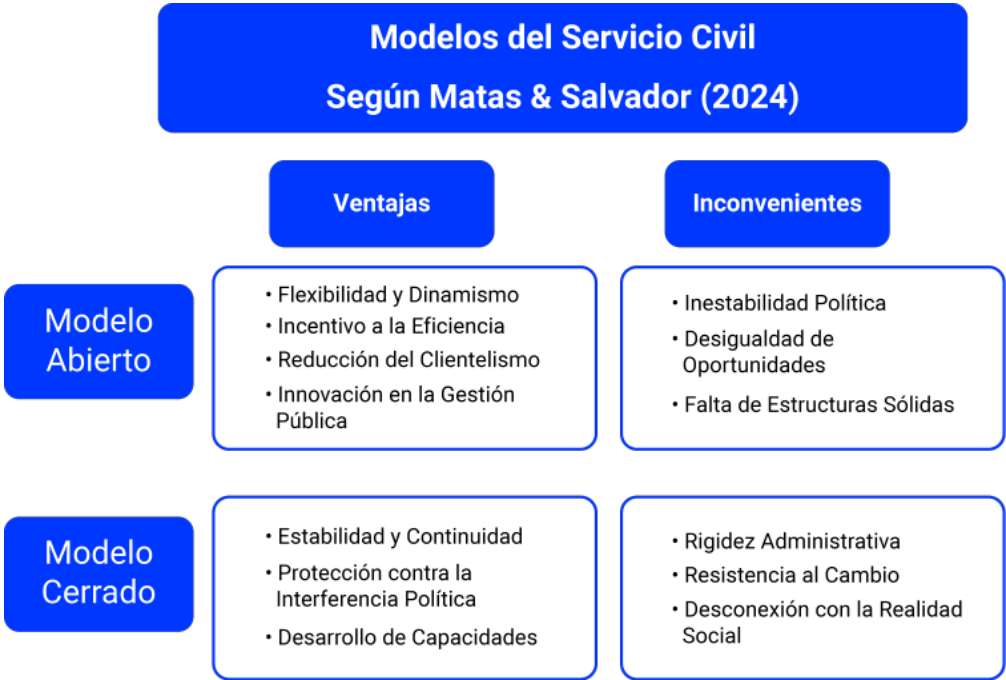 Modelos del Servicio Civil
Según Matas & Salvador (2024)
Ventajas
Inconvenientes
Modelo
Abierto
• Flexibilidad y Dinamismo
• Incentivo a la Eficiencia
• Reducción del Clientelismo
• Innovación en la Gestión
Pública
• Inestabilidad Política
• Desigualdad de
Oportunidades
• Falta de Estructuras Sólidas
Modelo
Cerrado
• Estabilidad y Continuidad
• Protección contra la
Interferencia Política
• Desarrollo de Capacidades
• Rigidez Administrativa
• Resistencia al Cambio
• Desconexión con la Realidad
Social